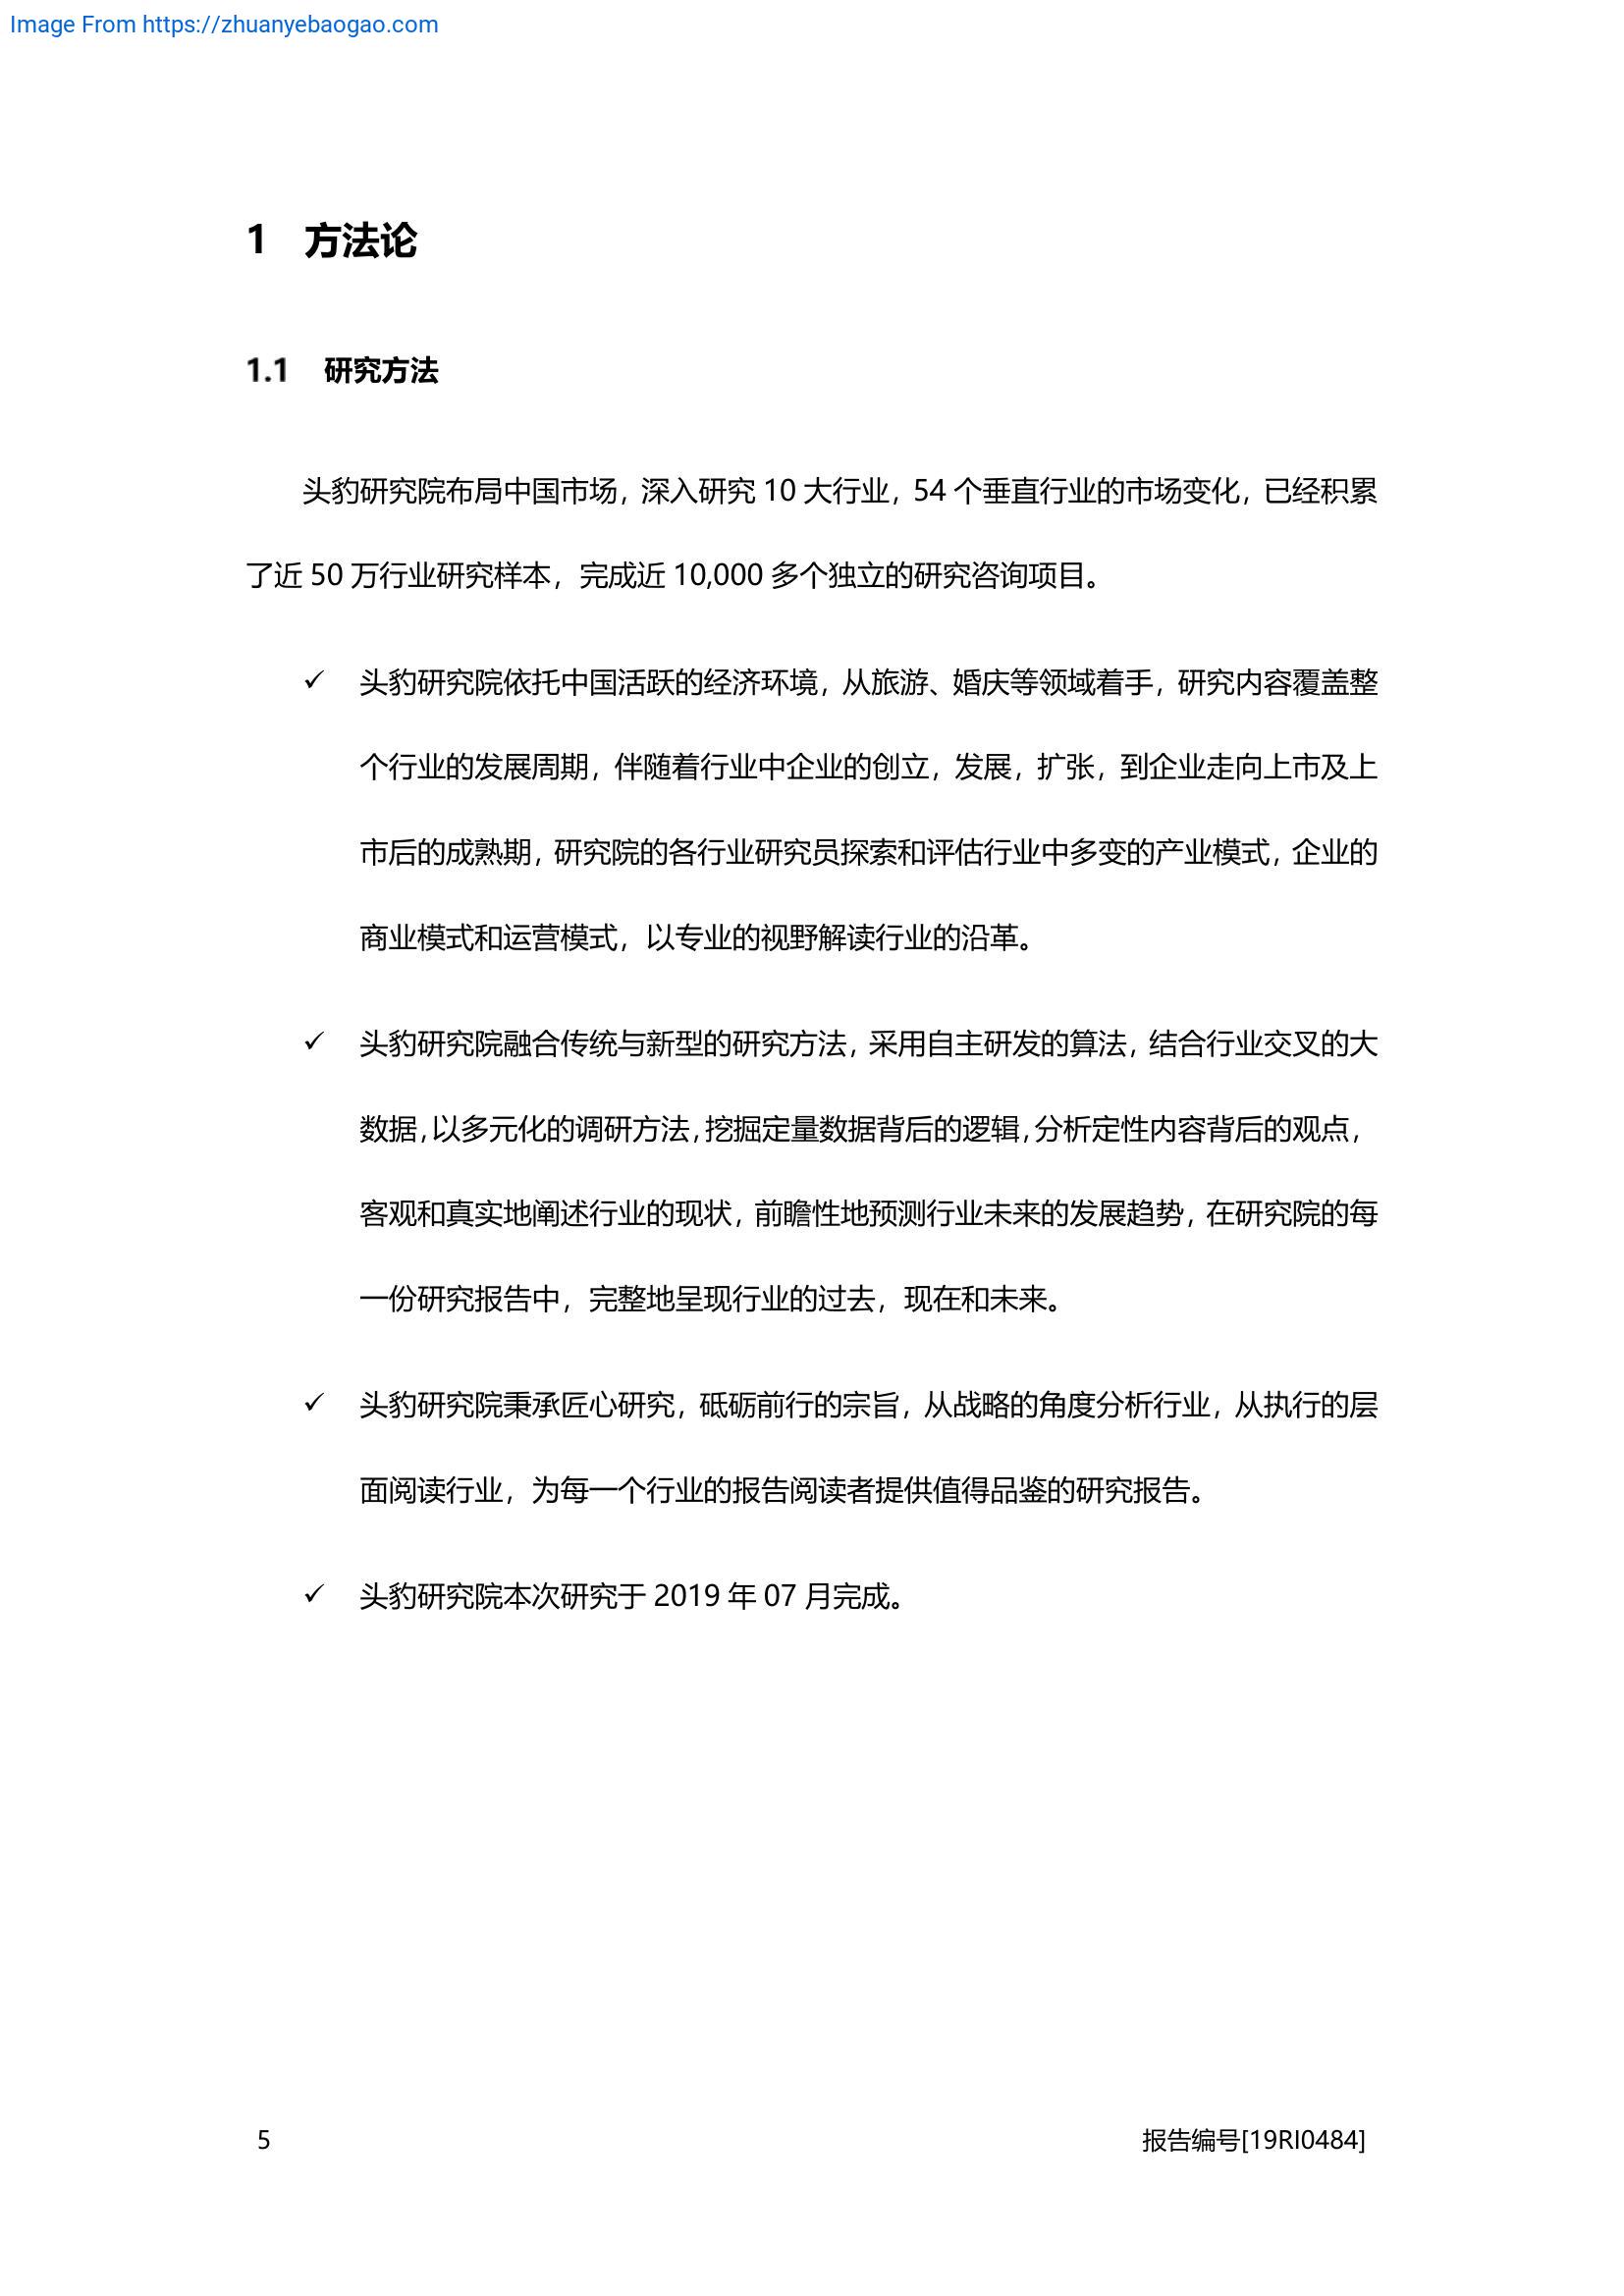 Image From https://zhuanyebaogao.com
1 方法论
1.1 研究方法
头豹研究院布局中国市场，深入研究 10 大行业，54 个垂直行业的市场变化，已经积累
了近 50 万行业研究样本，完成近 10,000 多个独立的研究咨询项目。
✓ 头豹研究院依托中国活跃的经济环境，从旅游、婚庆等领域着手，研究内容覆盖整
个行业的发展周期，伴随着行业中企业的创立，发展，扩张，到企业走向上市及上
市后的成熟期，研究院的各行业研究员探索和评估行业中多变的产业模式，企业的
商业模式和运营模式，以专业的视野解读行业的沿革。
✓ 头豹研究院融合传统与新型的研究方法，采用自主研发的算法，结合行业交叉的大
数据，以多元化的调研方法，挖掘定量数据背后的逻辑，分析定性内容背后的观点，
客观和真实地阐述行业的现状，前瞻性地预测行业未来的发展趋势，在研究院的每
一份研究报告中，完整地呈现行业的过去，现在和未来。
✓ 头豹研究院秉承匠心研究，砥砺前行的宗旨，从战略的角度分析行业，从执行的层
面阅读行业，为每一个行业的报告阅读者提供值得品鉴的研究报告。
✓ 头豹研究院本次研究于 2019 年 07 月完成。
5 报告编号[19RI0484]